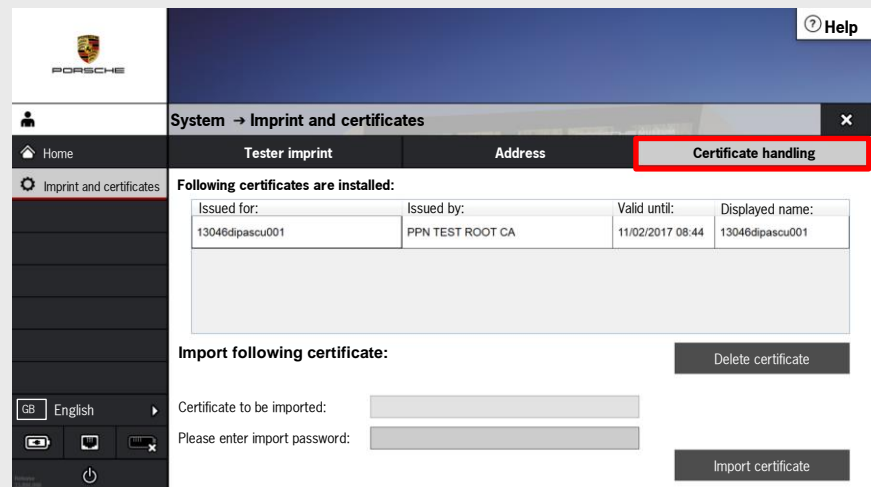 Help
PORSCHE
System → Imprint and certificates
Home
Tester imprint
Address
Certificate handling
Imprint and certificates
Following certificates are installed:
Issued for: Issued by: Valid until: Displayed name:
13046dipascu001 PPN TEST ROOT CA 11/02/2017 08:44 13046dipascu001
Import following certificate:
Delete certificate
GB English
Certificate to be imported:
Please enter import password:
Import certificate